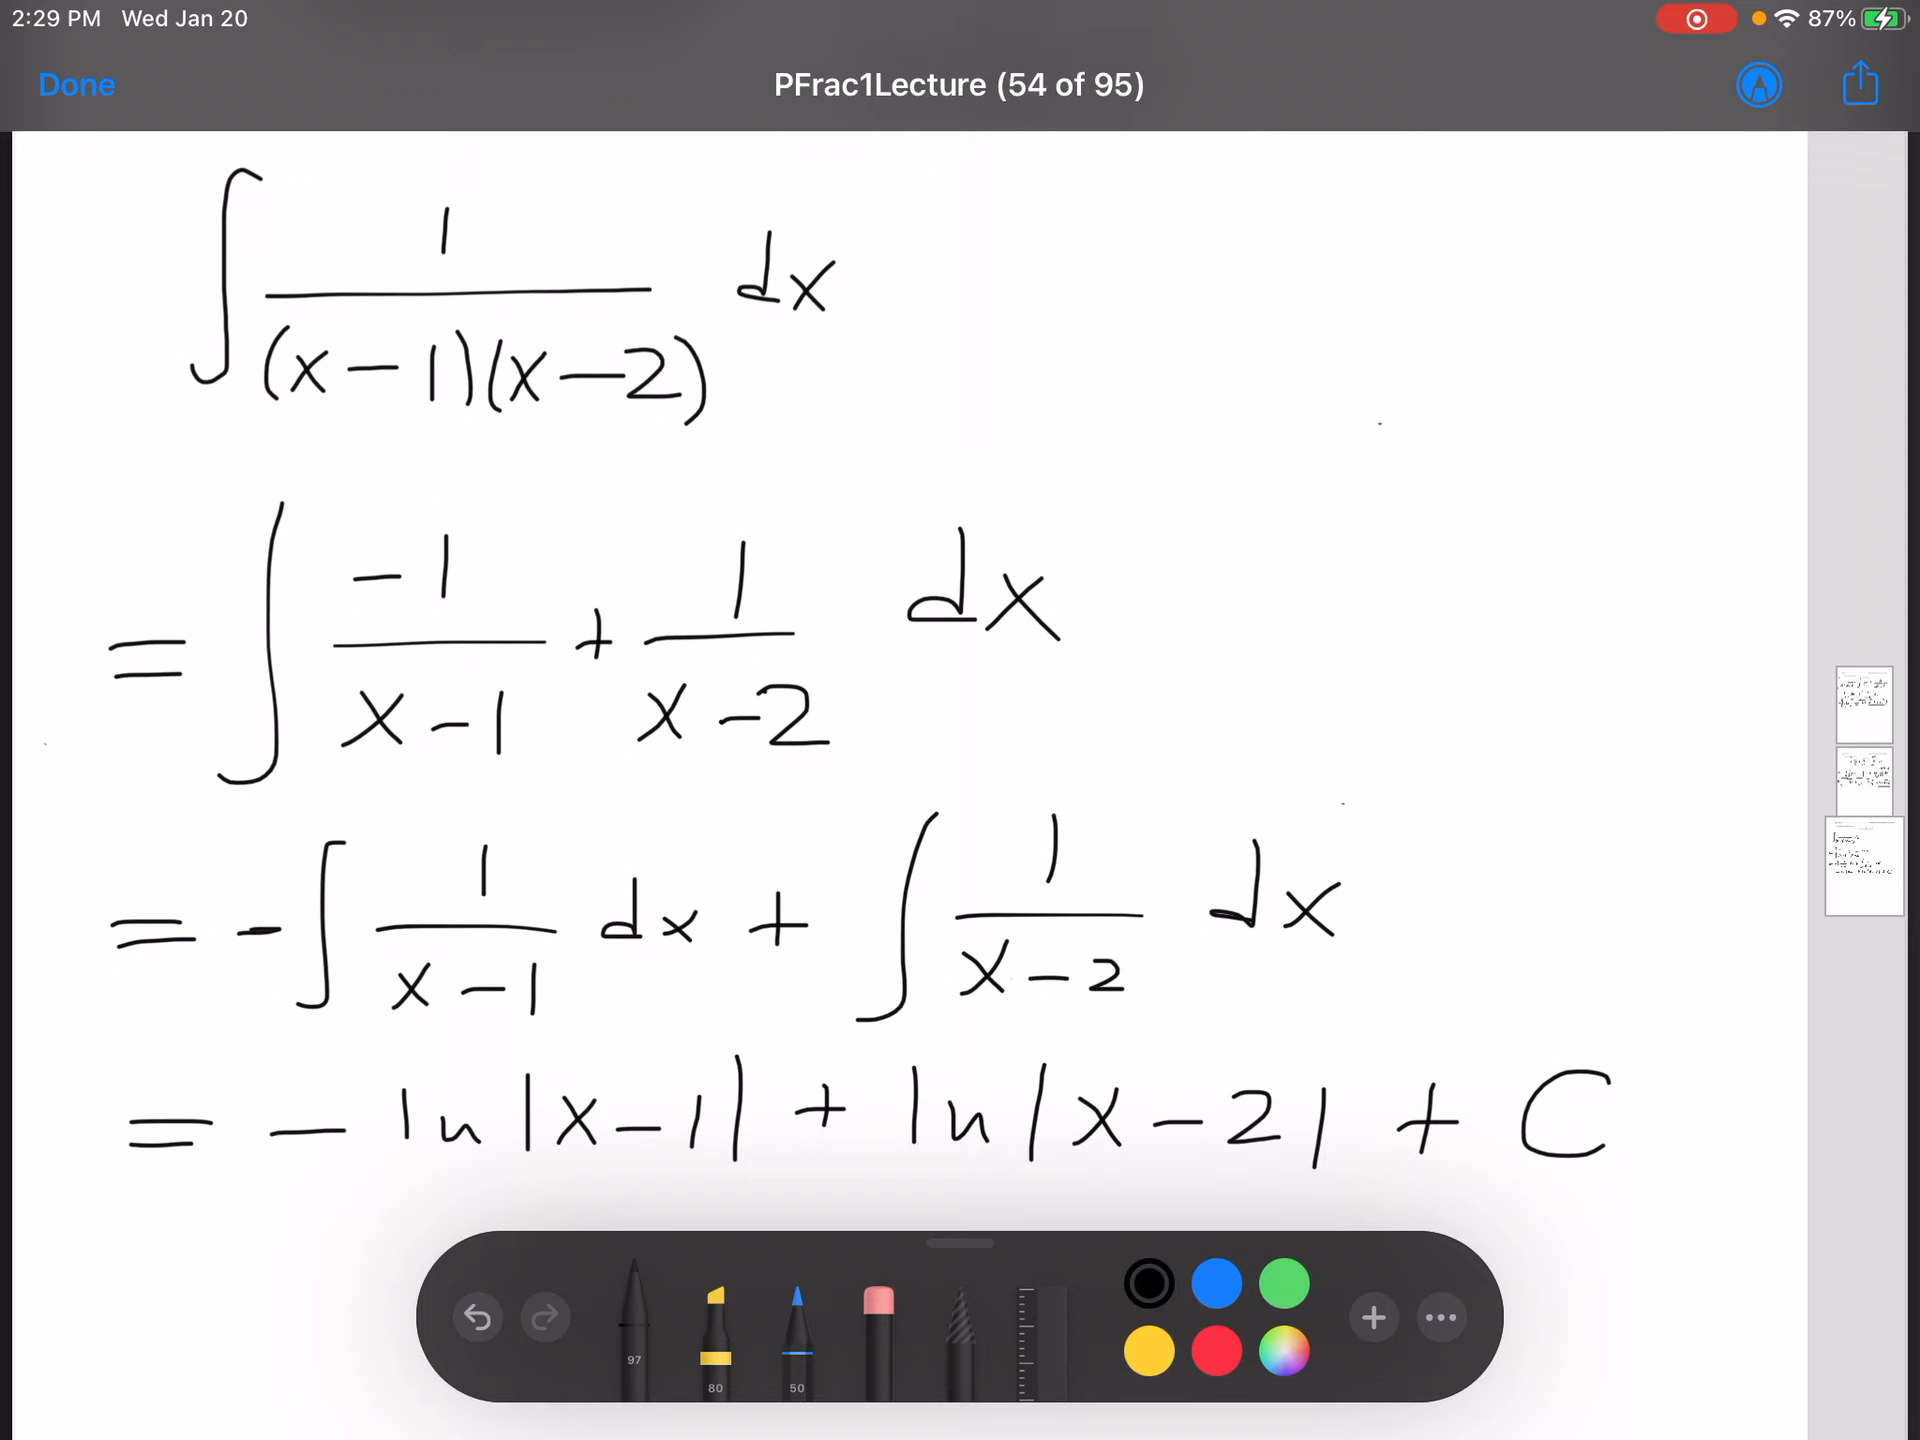 2:29 PM Wed Jan 20 87%
Done PFrac1Lecture (54 of 95)
∫ 1/((x-1)(x-2)) dx
= ∫ -1/(x-1) + 1/(x-2) dx
= -∫ 1/(x-1) dx + ∫ 1/(x-2) dx
= - ln|x-1| + ln|x-2| + C
97 80 50